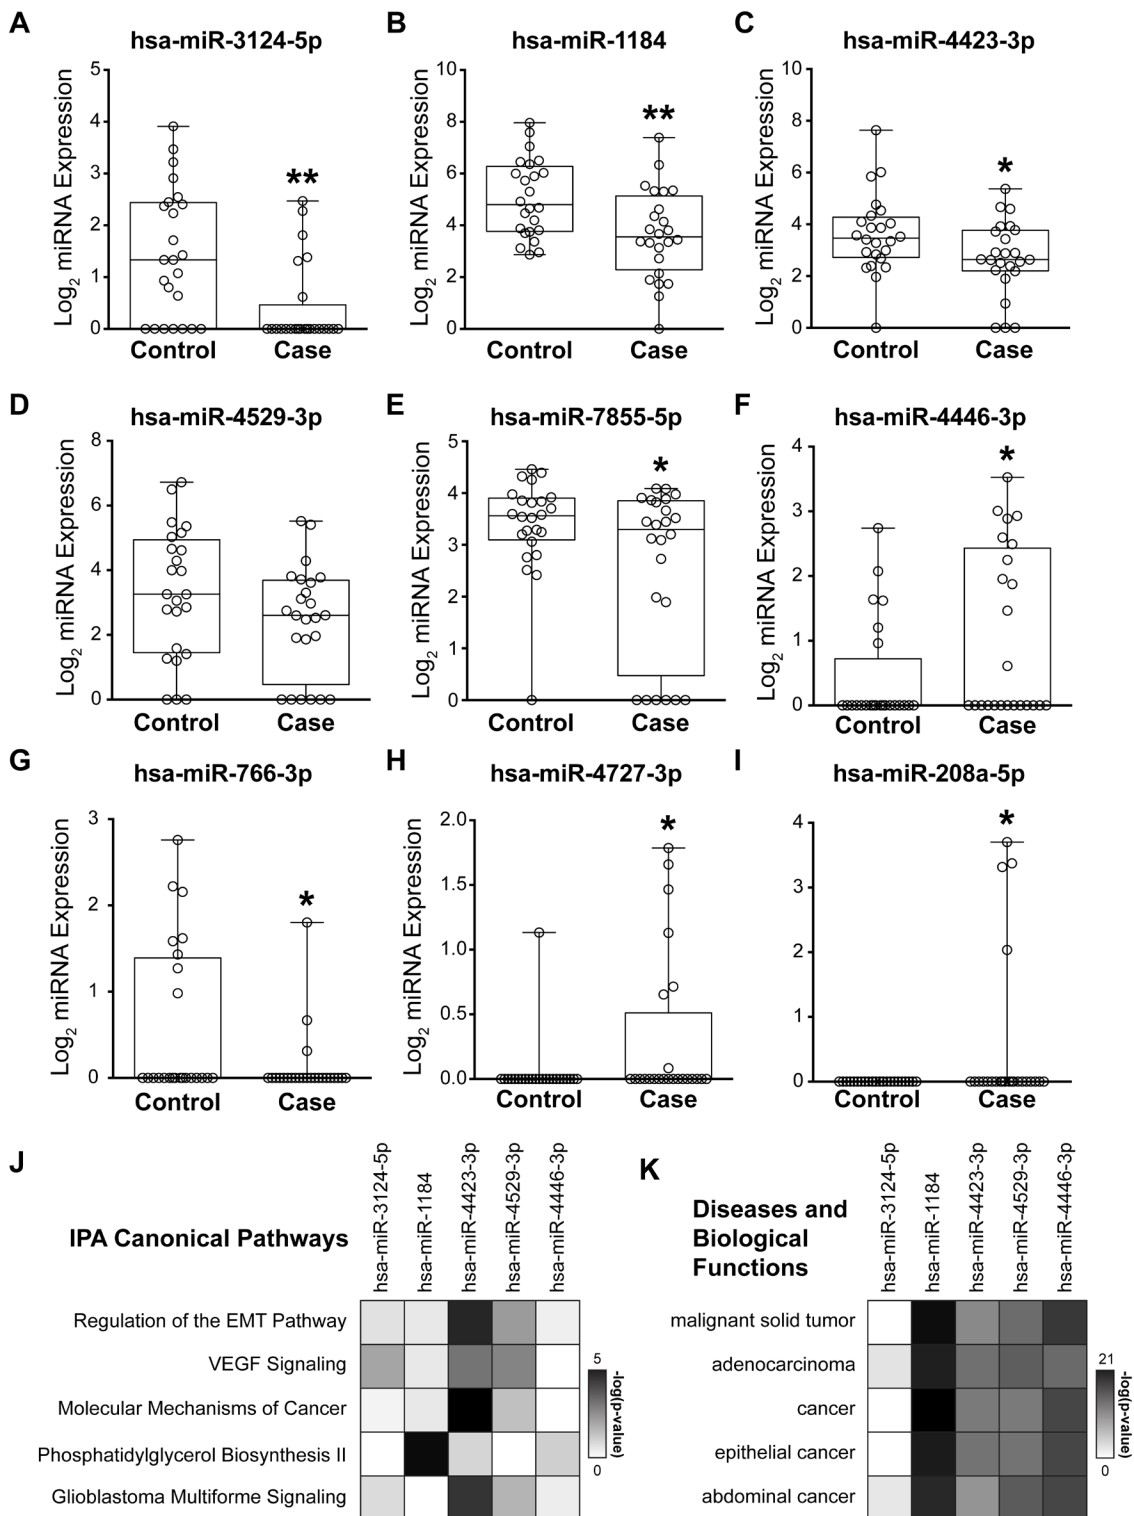 A
hsa-miR-3124-5p
Log2 miRNA Expression
5
4
3
2
1
0
**
Control
Case
B
hsa-miR-1184
Log2 miRNA Expression
10
8
6
4
2
0
**
Control
Case
C
hsa-miR-4423-3p
Log2 miRNA Expression
10
8
6
4
2
0
*
Control
Case
D
hsa-miR-4529-3p
Log2 miRNA Expression
8
6
4
2
0
Control
Case
E
hsa-miR-7855-5p
Log2 miRNA Expression
5
4
3
2
1
0
*
Control
Case
F
hsa-miR-4446-3p
Log2 miRNA Expression
4
3
2
1
0
*
Control
Case
G
hsa-miR-766-3p
Log2 miRNA Expression
3
2
1
0
*
Control
Case
H
hsa-miR-4727-3p
Log2 miRNA Expression
2.0
1.5
1.0
0.5
0.0
*
Control
Case
I
hsa-miR-208a-5p
Log2 miRNA Expression
4
3
2
1
0
*
Control
Case
J
IPA Canonical Pathways
hsa-miR-3124-5p
hsa-miR-1184
hsa-miR-4423-3p
hsa-miR-4529-3p
hsa-miR-4446-3p
Regulation of the EMT Pathway
VEGF Signaling
Molecular Mechanisms of Cancer
Phosphatidylglycerol Biosynthesis II
Glioblastoma Multiforme Signaling
5
0
-log(p-value)
K
Diseases and
Biological
Functions
hsa-miR-3124-5p
hsa-miR-1184
hsa-miR-4423-3p
hsa-miR-4529-3p
hsa-miR-4446-3p
malignant solid tumor
adenocarcinoma
cancer
epithelial cancer
abdominal cancer
21
0
-log(p-value)